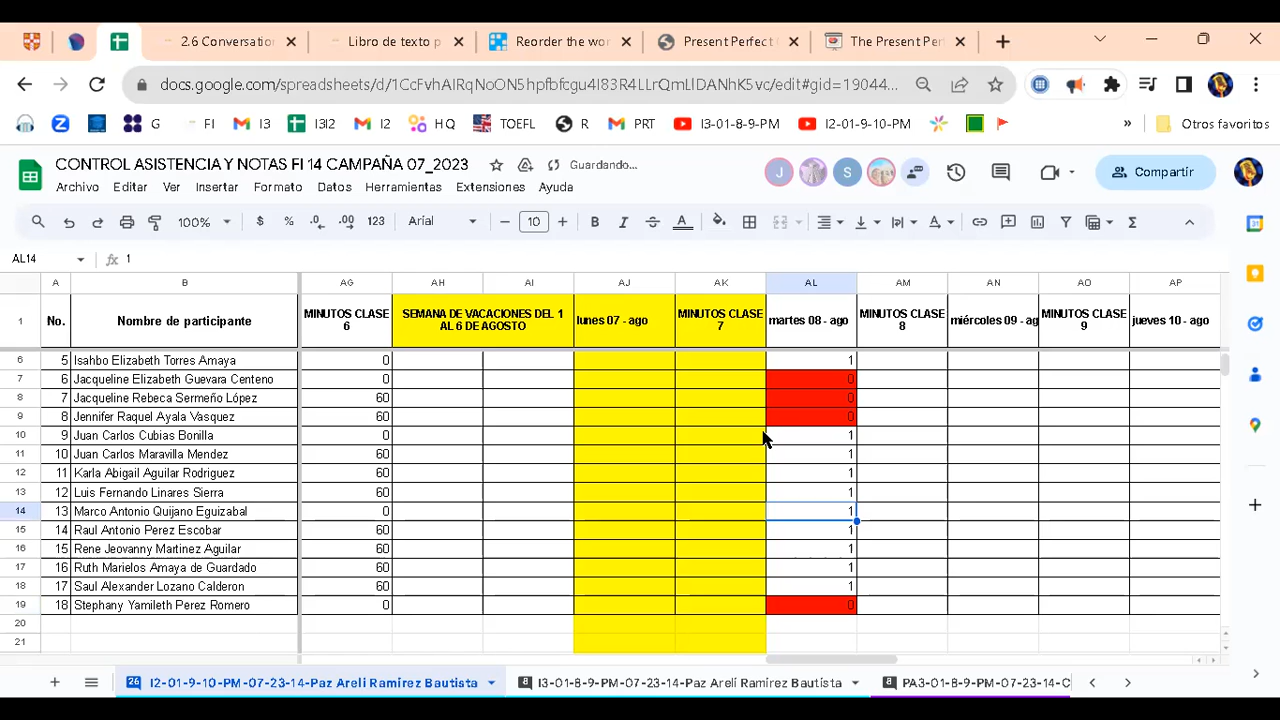 2.6 Conversatio
Libro de texto p
Reorder the wor
Present Perfect
The Present Per
docs.google.com/spreadsheets/d/
G FI I3 I3I2 I2 HQ TOEFL R PRT I3-01-8-9-PM I2-01-9-10-PM » Otros favoritos
CONTROL ASISTENCIA Y NOTAS FI 14 CAMPAÑA 07_2023 Guardando...
J S Compartir
Archivo Editar Ver Insertar Formato Datos Herramientas Extensiones Ayuda
100% $ % .0 .00 123 Arial 10 B I A
AL14 fx 1
A B AG AH AI AJ AK AL AM AN AO AP
1 No. Nombre de participante MINUTOS CLASE 6 SEMANA DE VACACIONES DEL 1 AL 6 DE AGOSTO lunes 07 - ago MINUTOS CLASE 7 martes 08 - ago MINUTOS CLASE 8 miércoles 09 - ag MINUTOS CLASE 9 jueves 10 - ago
6 5 Isahbo Elizabeth Torres Amaya 0 1
7 6 Jacqueline Elizabeth Guevara Centeno 0 0
8 7 Jacqueline Rebeca Sermeño López 60 0
9 8 Jennifer Raquel Ayala Vasquez 60 0
10 9 Juan Carlos Cubias Bonilla 0 1
11 10 Juan Carlos Maravilla Mendez 60 1
12 11 Karla Abigail Aguilar Rodriguez 60 1
13 12 Luis Fernando Linares Sierra 60 1
14 13 Marco Antonio Quijano Eguizabal 0 1
15 14 Raul Antonio Perez Escobar 60 1
16 15 Rene Jeovanny Martinez Aguilar 60 1
17 16 Ruth Marielos Amaya de Guardado 60 1
18 17 Saul Alexander Lozano Calderon 60 1
19 18 Stephany Yamileth Perez Romero 0 0
20
21
26 I2-01-9-10-PM-07-23-14-Paz Areli Ramirez Bautista
8 I3-01-8-9-PM-07-23-14-Paz Areli Ramirez Bautista
8 PA3-01-8-9-PM-07-23-14-C